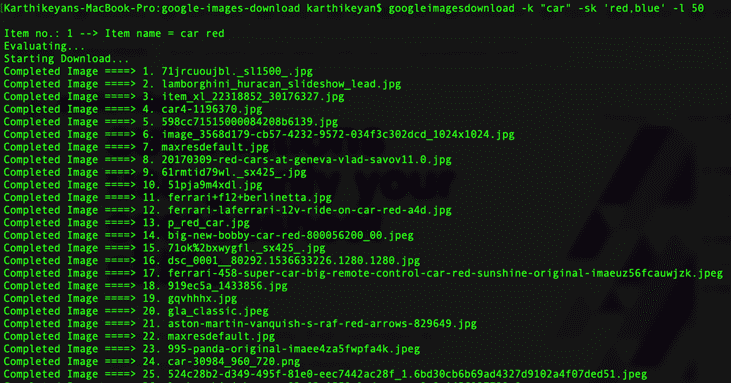 [Karthikeyans-MacBook-Pro:google-images-download karthikeyan$ googleimagesdownload -k "car" -sk 'red,blue' -l 50
Item no.: 1 --> Item name = car red
Evaluating...
Starting Download...
Completed Image ====> 1. 71jrcuoujbl._sl1500_.jpg
Completed Image ====> 2. lamborghini_huracan_slideshow_lead.jpg
Completed Image ====> 3. item_xl_22318852_30176327.jpg
Completed Image ====> 4. car4-1196370.jpg
Completed Image ====> 5. 598cc71515000084208b6139.jpg
Completed Image ====> 6. image_3568d179-cb57-4232-9572-034f3c302dcd_1024x1024.jpg
Completed Image ====> 7. maxresdefault.jpg
Completed Image ====> 8. 20170309-red-cars-at-geneva-vlad-savov11.0.jpg
Completed Image ====> 9. 61rmtid79wl._sx425_.jpg
Completed Image ====> 10. 51pja9m4xdl.jpg
Completed Image ====> 11. ferrari+f12+berlinetta.jpg
Completed Image ====> 12. ferrari-laferrari-12v-ride-on-car-red-a4d.jpg
Completed Image ====> 13. p_red_car.jpg
Completed Image ====> 14. big-new-bobby-car-red-800056200_00.jpeg
Completed Image ====> 15. 71ok%2bxwygfl._sx425_.jpg
Completed Image ====> 16. dsc_0001__80292.1536633226.1280.1280.jpg
Completed Image ====> 17. ferrari-458-super-car-big-remote-control-car-red-sunshine-original-imaeuz56fcauwjzk.jpeg
Completed Image ====> 18. 919ec5a_1433856.jpg
Completed Image ====> 19. gqvhhhx.jpg
Completed Image ====> 20. gla_classic.jpeg
Completed Image ====> 21. aston-martin-vanquish-s-raf-red-arrows-829649.jpg
Completed Image ====> 22. maxresdefault.jpg
Completed Image ====> 23. 995-panda-original-imaee4za5fwpfa4k.jpeg
Completed Image ====> 24. car-30984_960_720.png
Completed Image ====> 25. 524c28b2-d349-495f-81e0-eec7442ac28f_1.6bd30cb6b69ad4327d9102a4f07ded51.jpeg